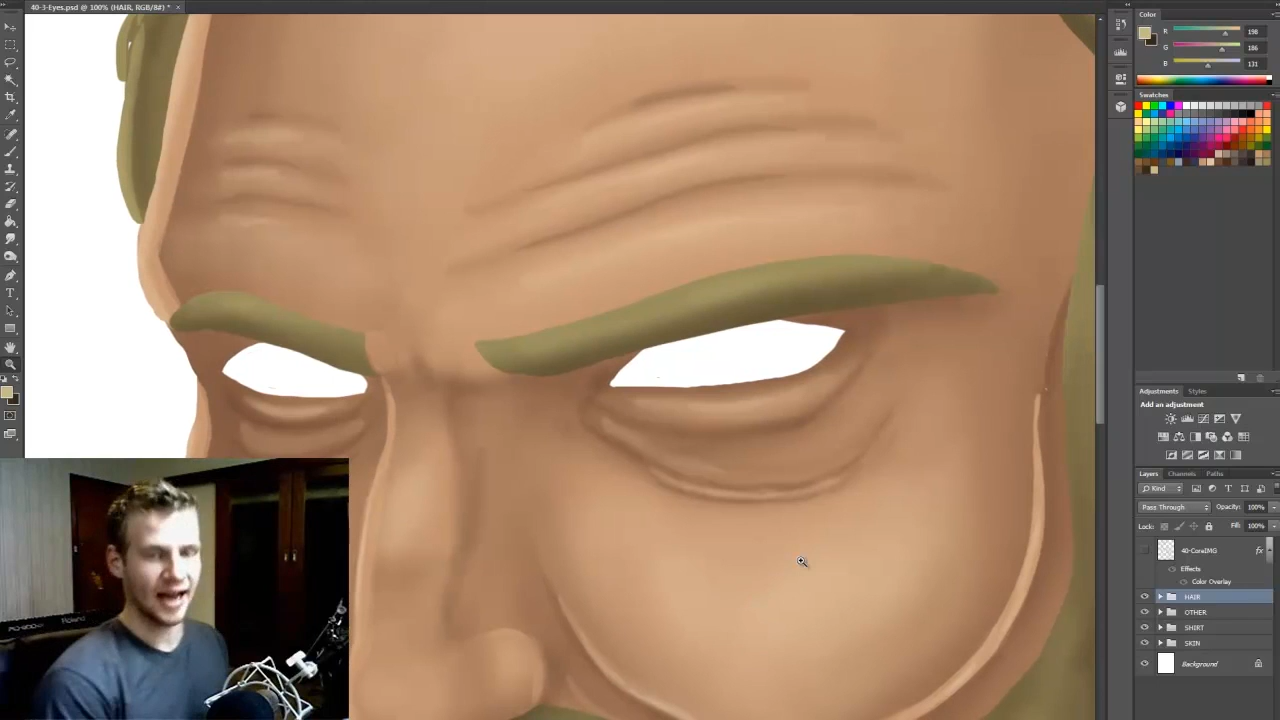 40-3-Eyes.psd @ 100% (HAIR, RGB/8#) *
Color
R 198
G 186
B 131
Swatches
Adjustments Styles
Add an adjustment
Layers Channels Paths
Kind
Pass Through Opacity: 100%
Lock: Fill: 100%
40-CoreIMG fx
Effects
Color Overlay
HAIR
OTHER
SHIRT
SKIN
Background
Roland